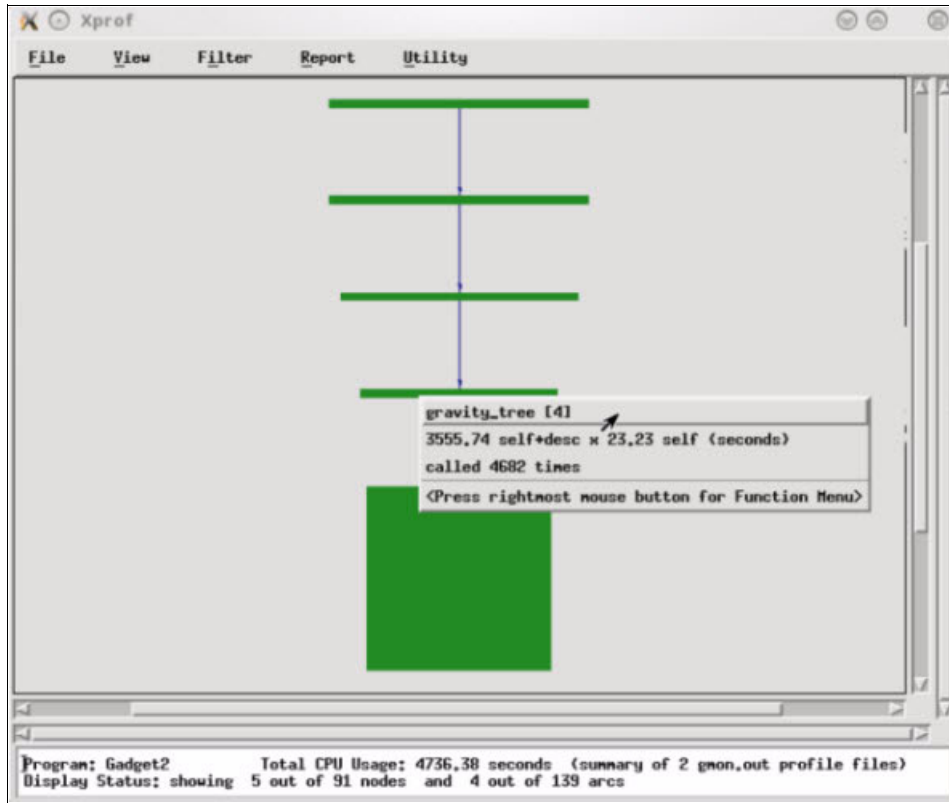 Xprof
File View Filter Report Utility
gravity_tree [4]
3555.74 self+desc x 23.23 self (seconds)
called 4682 times
<Press rightmost mouse button for Function Menu>
Program: Gadget2 Total CPU Usage: 4736.38 seconds (summary of 2 gmon.out profile files)
Display Status: showing 5 out of 91 nodes and 4 out of 139 arcs